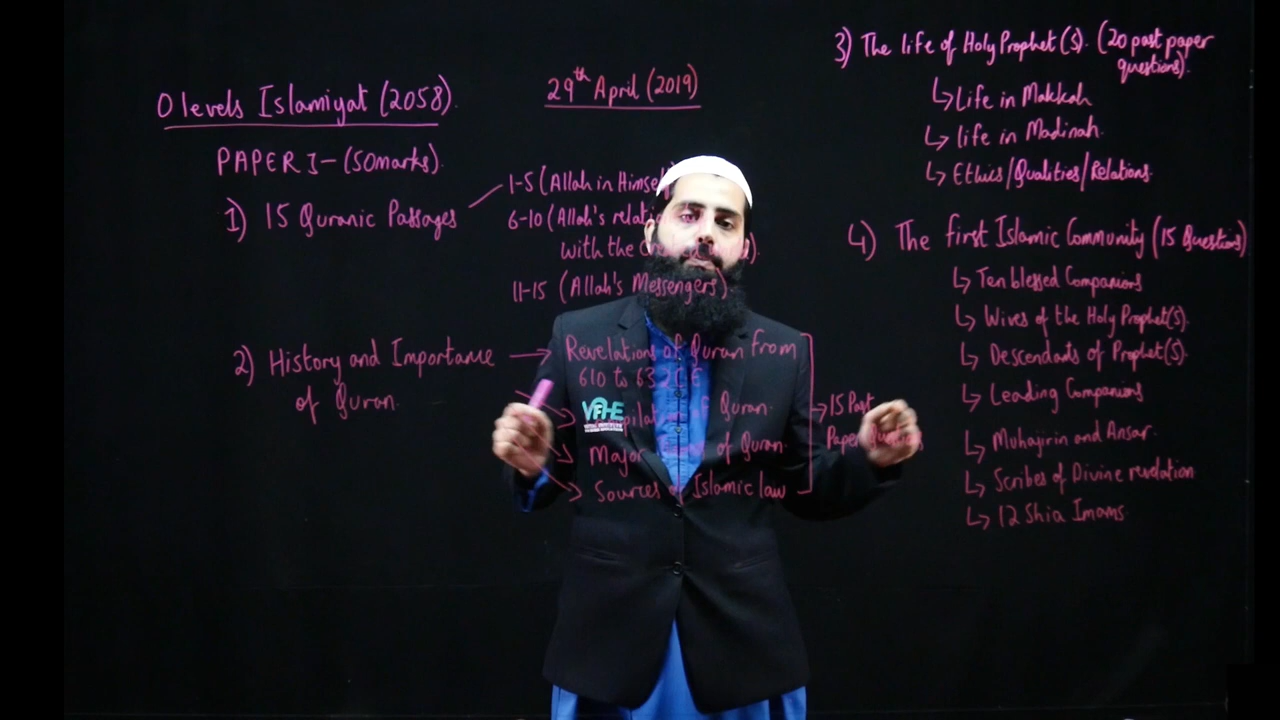 O levels Islamiyat (2058).
29th April (2019)
PAPER I - (50marks).
1) 15 Quranic Passages
1-5 (Allah in Himself)
6-10 (Allah's
with the
11-15 (Allah's Messengers).
2) History and Importance
of Quran.
Revelations of Quran from
610 to 632 CE
Compilation of Quran.
Major of Quran.
Sources of Islamic law
15 Past
Paper Questions
VFHE
3) The life of Holy Prophet(S). (20 past paper
questions).
Life in Makkah
life in Madinah.
Ethics/Qualities/Relations.
4) The first Islamic Community (15 Questions)
Ten blessed Companions
Wives of the Holy Prophet(S).
Descendants of Prophet(S).
Leading Companions
Muhajirin and Ansar.
Scribes of Divine revelation
12 Shia Imams